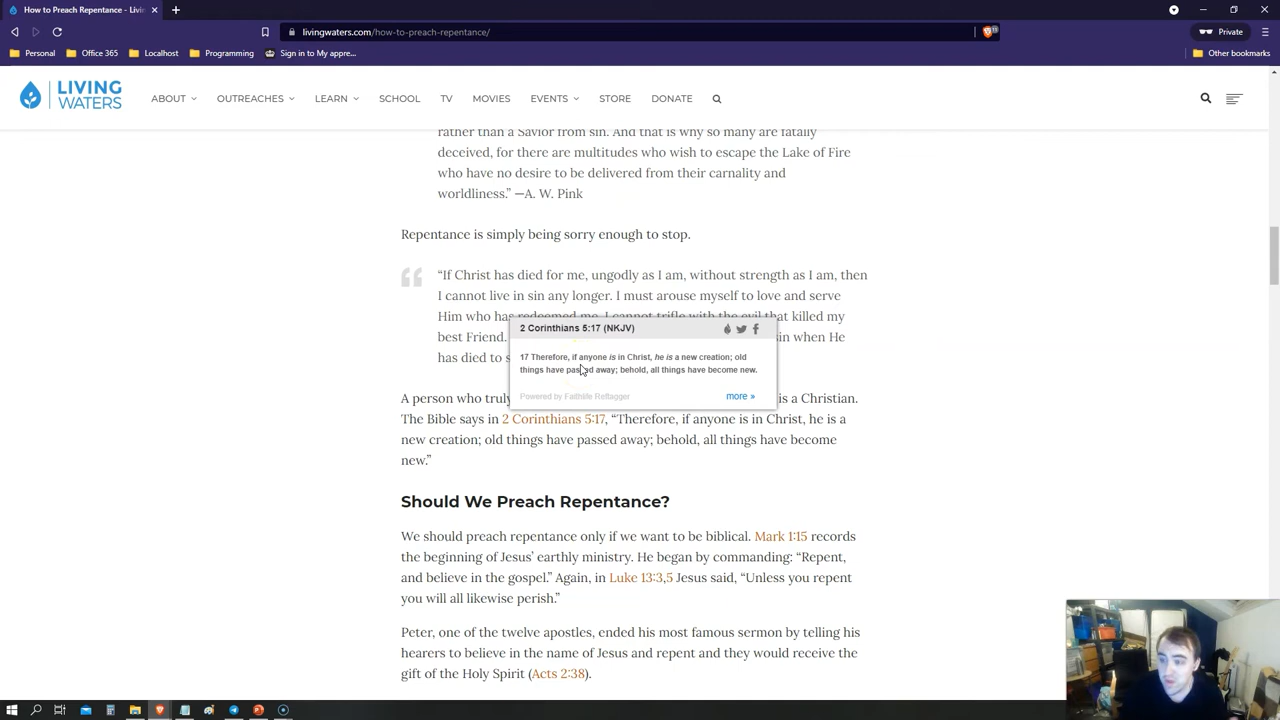 How to Preach Repentance - Livi
livingwaters.com/how-to-preach-repentance/
Private
Personal
Office 365
Localhost
Programming
Sign in to My appre...
Other bookmarks
LIVING
WATERS
ABOUT
OUTREACHES
LEARN
SCHOOL
TV
MOVIES
EVENTS
STORE
DONATE
rather than a Savior from sin. And that is why so many are fatally
deceived, for there are multitudes who wish to escape the Lake of Fire
who have no desire to be delivered from their carnality and
worldliness.” —A. W. Pink
Repentance is simply being sorry enough to stop.
“If Christ has died for me, ungodly as I am, without strength as I am, then
I cannot live in sin any longer. I must arouse myself to love and serve
Him who has redeemed me. I cannot trifle with the evil that killed my
best Friend. sin when He
has died to s
2 Corinthians 5:17 (NKJV)
17 Therefore, if anyone is in Christ, he is a new creation; old
things have passed away; behold, all things have become new.
Powered by Faithlife Reftagger
more »
A person who truly is a Christian.
The Bible says in 2 Corinthians 5:17, “Therefore, if anyone is in Christ, he is a
new creation; old things have passed away; behold, all things have become
new.”
Should We Preach Repentance?
We should preach repentance only if we want to be biblical. Mark 1:15 records
the beginning of Jesus’ earthly ministry. He began by commanding: “Repent,
and believe in the gospel.” Again, in Luke 13:3,5 Jesus said, “Unless you repent
you will all likewise perish.”
Peter, one of the twelve apostles, ended his most famous sermon by telling his
hearers to believe in the name of Jesus and repent and they would receive the
gift of the Holy Spirit (Acts 2:38).